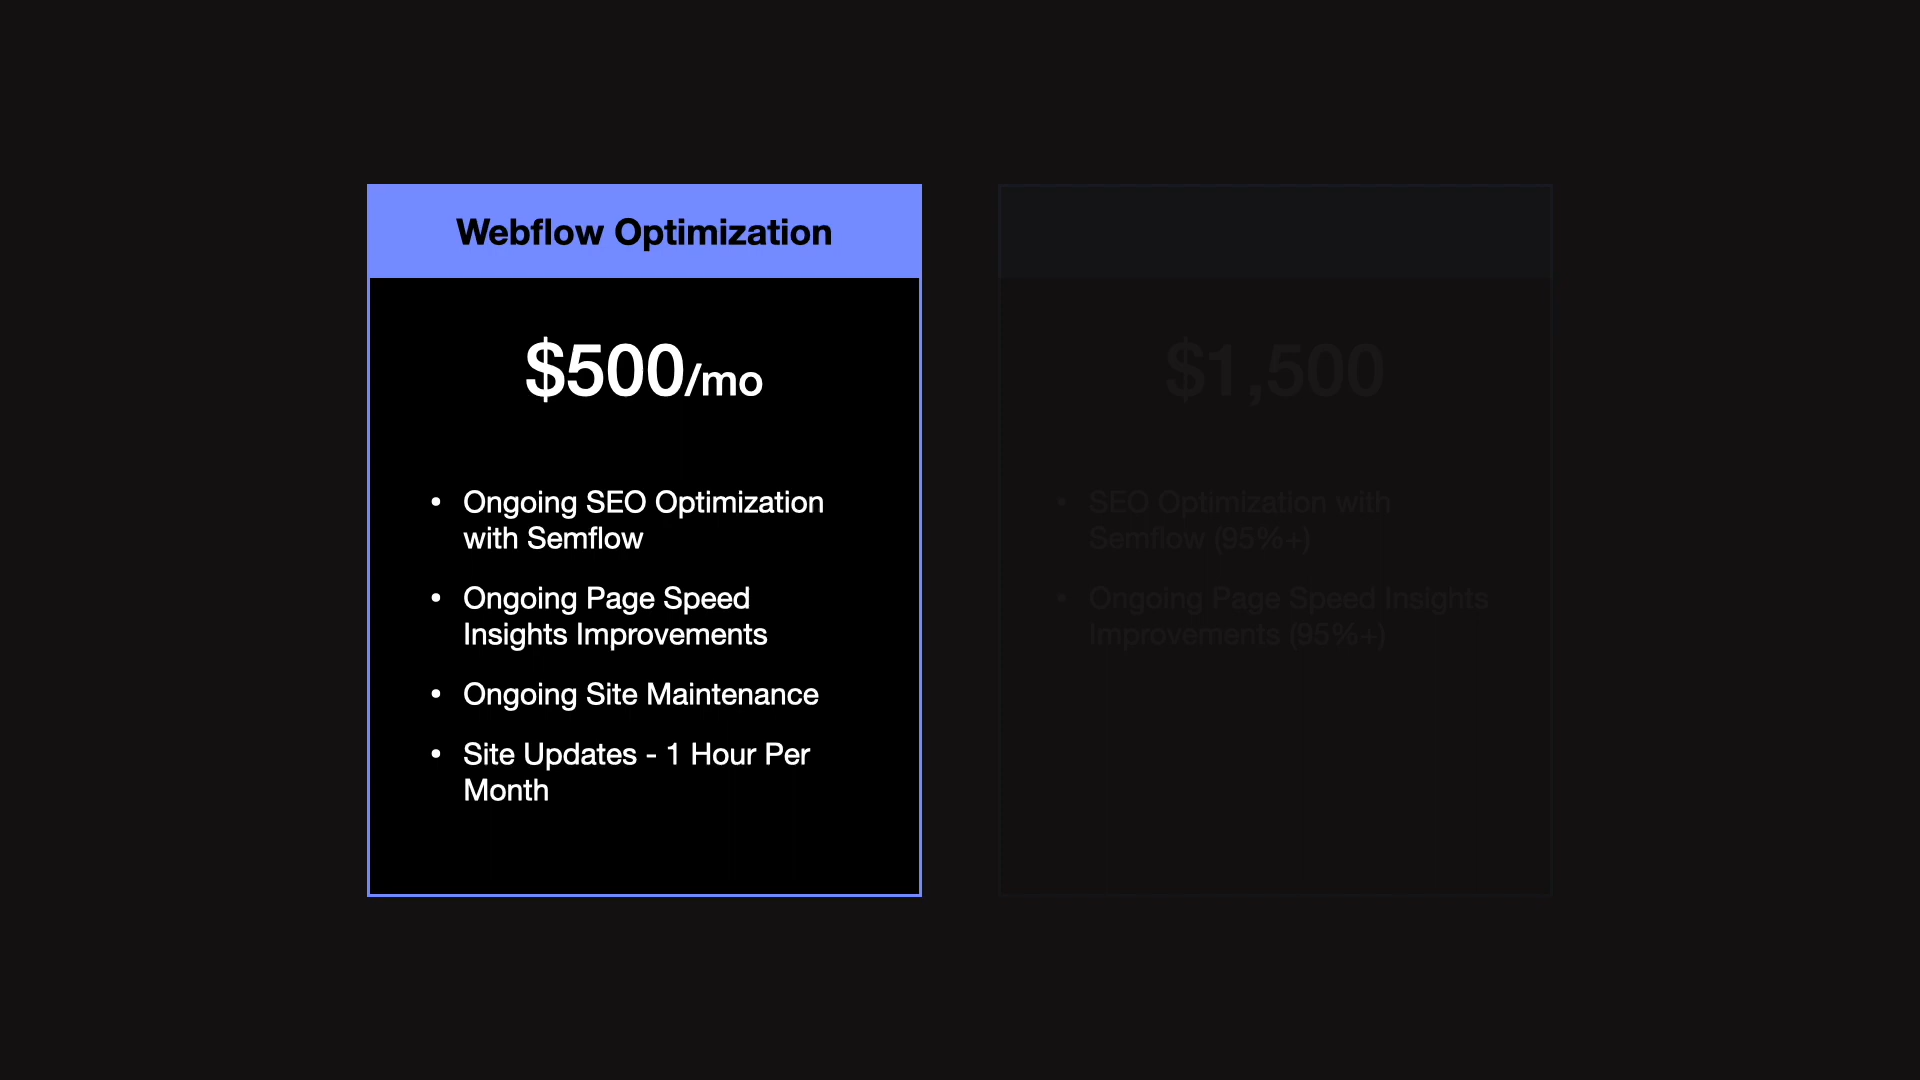 Webflow Optimization
$500/mo
• Ongoing SEO Optimization
with Semflow
• Ongoing Page Speed
Insights Improvements
• Ongoing Site Maintenance
• Site Updates - 1 Hour Per
Month
$1,500
• SEO Optimization with
Semflow (95%+)
• Ongoing Page Speed Insights
Improvements (95%+)